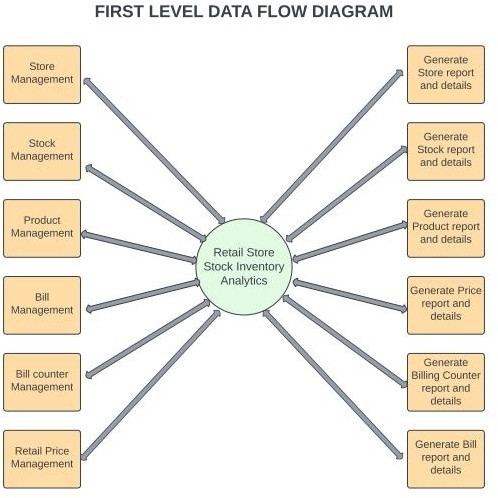 FIRST LEVEL DATA FLOW DIAGRAM
Store
Management
Stock
Management
Product
Management
Bill
Management
Bill counter
Management
Retail Price
Management
Retail Store
Stock Inventory
Analytics
Generate
Store report
and details
Generate
Stock report
and details
Generate
Product report
and details
Generate Price
report and
details
Generate
Billing Counter
report and
details
Generate Bill
report and
details